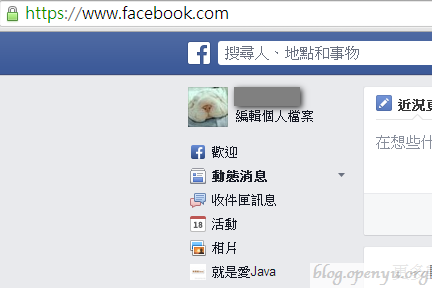 https://www.facebook.com
搜尋人、地點和事物
編輯個人檔案
近況
在想些什
歡迎
動態消息
收件匣訊息
18
活動
相片
就是愛Java
blog.openyu.org